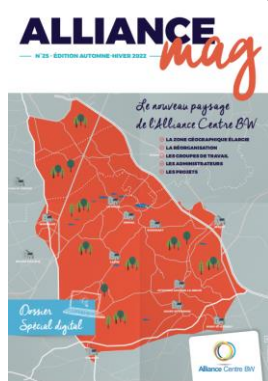 ALLIANCE
mag
N°25 - ÉDITION AUTOMNE-HIVER 2022
Le nouveau paysage
de l'Alliance Centre BW
LA ZONE GÉOGRAPHIQUE ÉLARGIE
LA RÉORGANISATION
LES GROUPES DE TRAVAIL
LES ADMINISTRATEURS
LES PROJETS
Dossier
Spécial digital
Alliance Centre BW